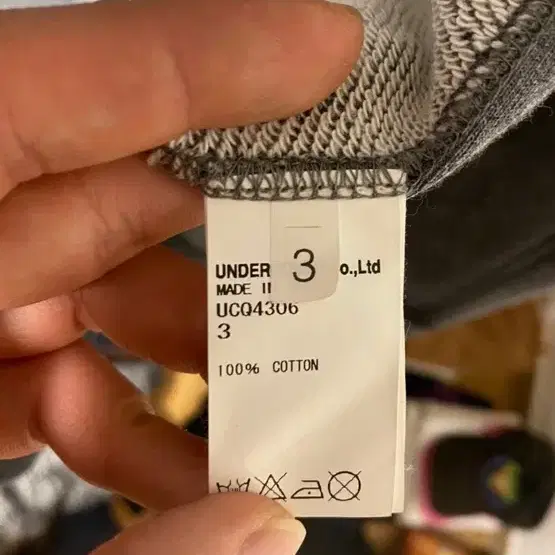 3
UNDER o.,Ltd
MADE I
UCQ4306
3
100% COTTON